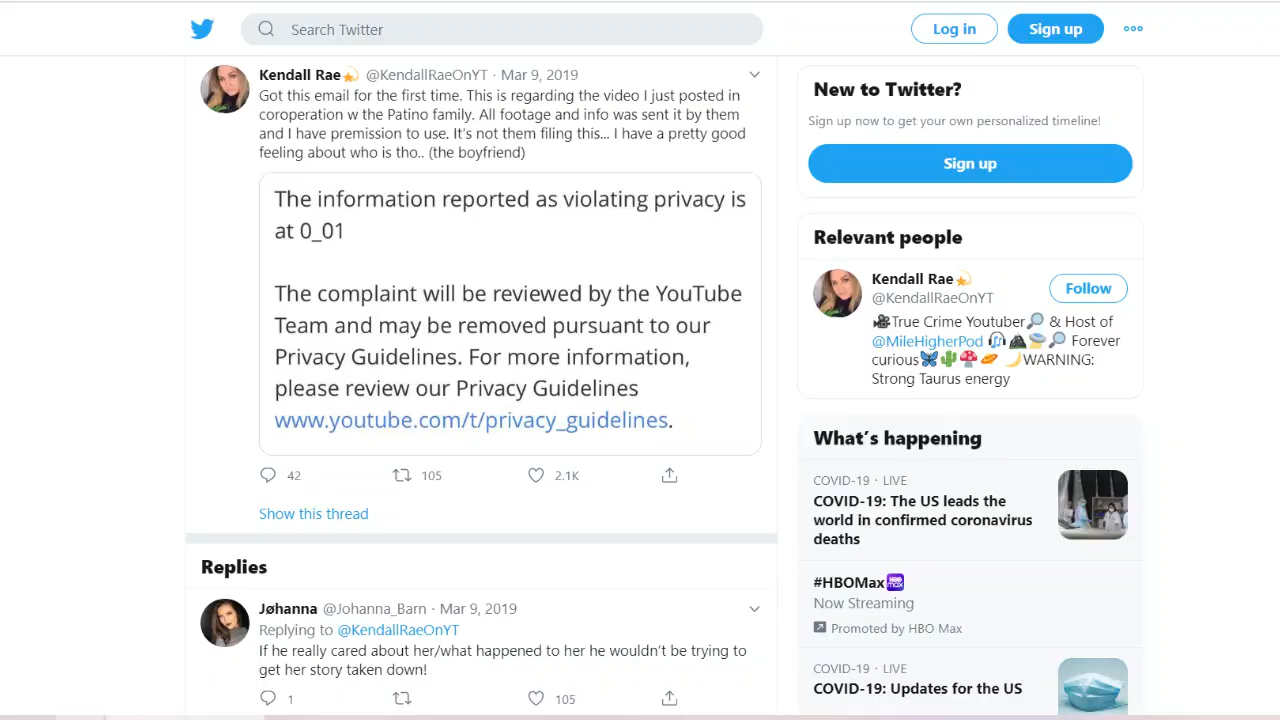 Search Twitter
Log in
Sign up
Kendall Rae💫 @KendallRaeOnYT · Mar 9, 2019
Got this email for the first time. This is regarding the video I just posted in
coroperation w the Patino family. All footage and info was sent it by them
and I have premission to use. It's not them filing this... I have a pretty good
feeling about who is tho.. (the boyfriend)
The information reported as violating privacy is
at 0_01
The complaint will be reviewed by the YouTube
Team and may be removed pursuant to our
Privacy Guidelines. For more information,
please review our Privacy Guidelines
www.youtube.com/t/privacy_guidelines.
42
105
2.1K
Show this thread
Replies
Jøhanna @Johanna_Barn · Mar 9, 2019
Replying to @KendallRaeOnYT
If he really cared about her/what happened to her he wouldn't be trying to
get her story taken down!
1
105
New to Twitter?
Sign up now to get your own personalized timeline!
Sign up
Relevant people
Kendall Rae💫
@KendallRaeOnYT
Follow
🎥True Crime Youtuber🔎 & Host of
@MileHigherPod
Forever
curious
WARNING:
Strong Taurus energy
What's happening
COVID-19 · LIVE
COVID-19: The US leads the
world in confirmed coronavirus
deaths
#HBOMax
HBO max
Now Streaming
Promoted by HBO Max
COVID-19 · LIVE
COVID-19: Updates for the US